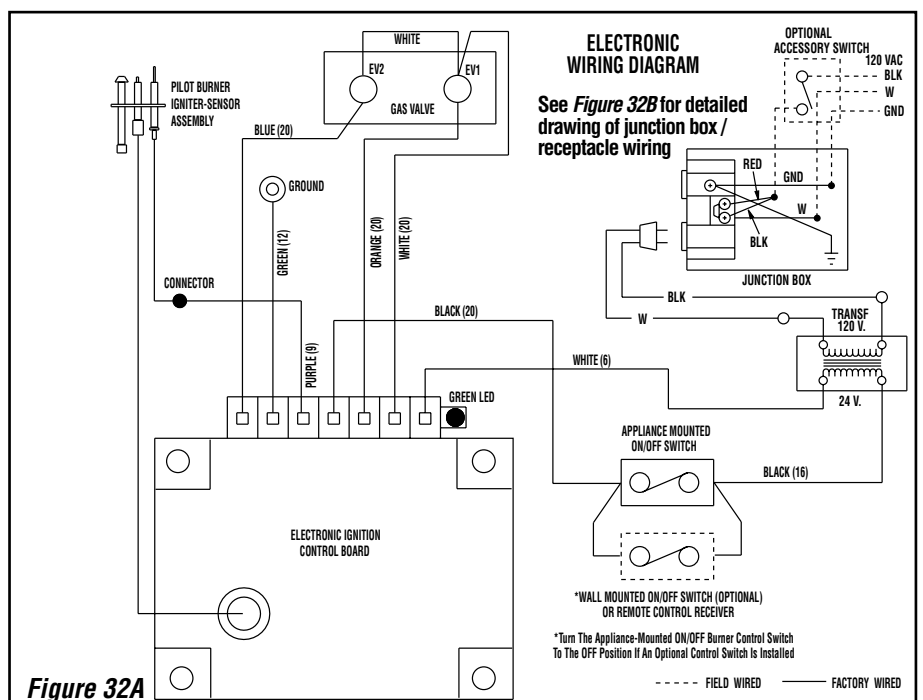 ELECTRONIC
WIRING DIAGRAM
See Figure 32B for detailed
drawing of junction box /
receptacle wiring
OPTIONAL
ACCESSORY SWITCH
120 VAC
BLK
W
GND
WHITE
EV2
EV1
GAS VALVE
PILOT BURNER
IGNITER-SENSOR
ASSEMBLY
BLUE (20)
GROUND
GREEN (12)
ORANGE (20)
WHITE (20)
CONNECTOR
PURPLE (9)
BLACK (20)
RED
GND
W
BLK
JUNCTION BOX
BLK
W
TRANSF
120 V.
24 V.
WHITE (6)
GREEN LED
APPLIANCE MOUNTED
ON/OFF SWITCH
BLACK (16)
ELECTRONIC IGNITION
CONTROL BOARD
*WALL MOUNTED ON/OFF SWITCH (OPTIONAL)
OR REMOTE CONTROL RECEIVER
*Turn The Appliance-Mounted ON/OFF Burner Control Switch
To The OFF Position If An Optional Control Switch Is Installed
Figure 32A
FIELD WIRED
FACTORY WIRED